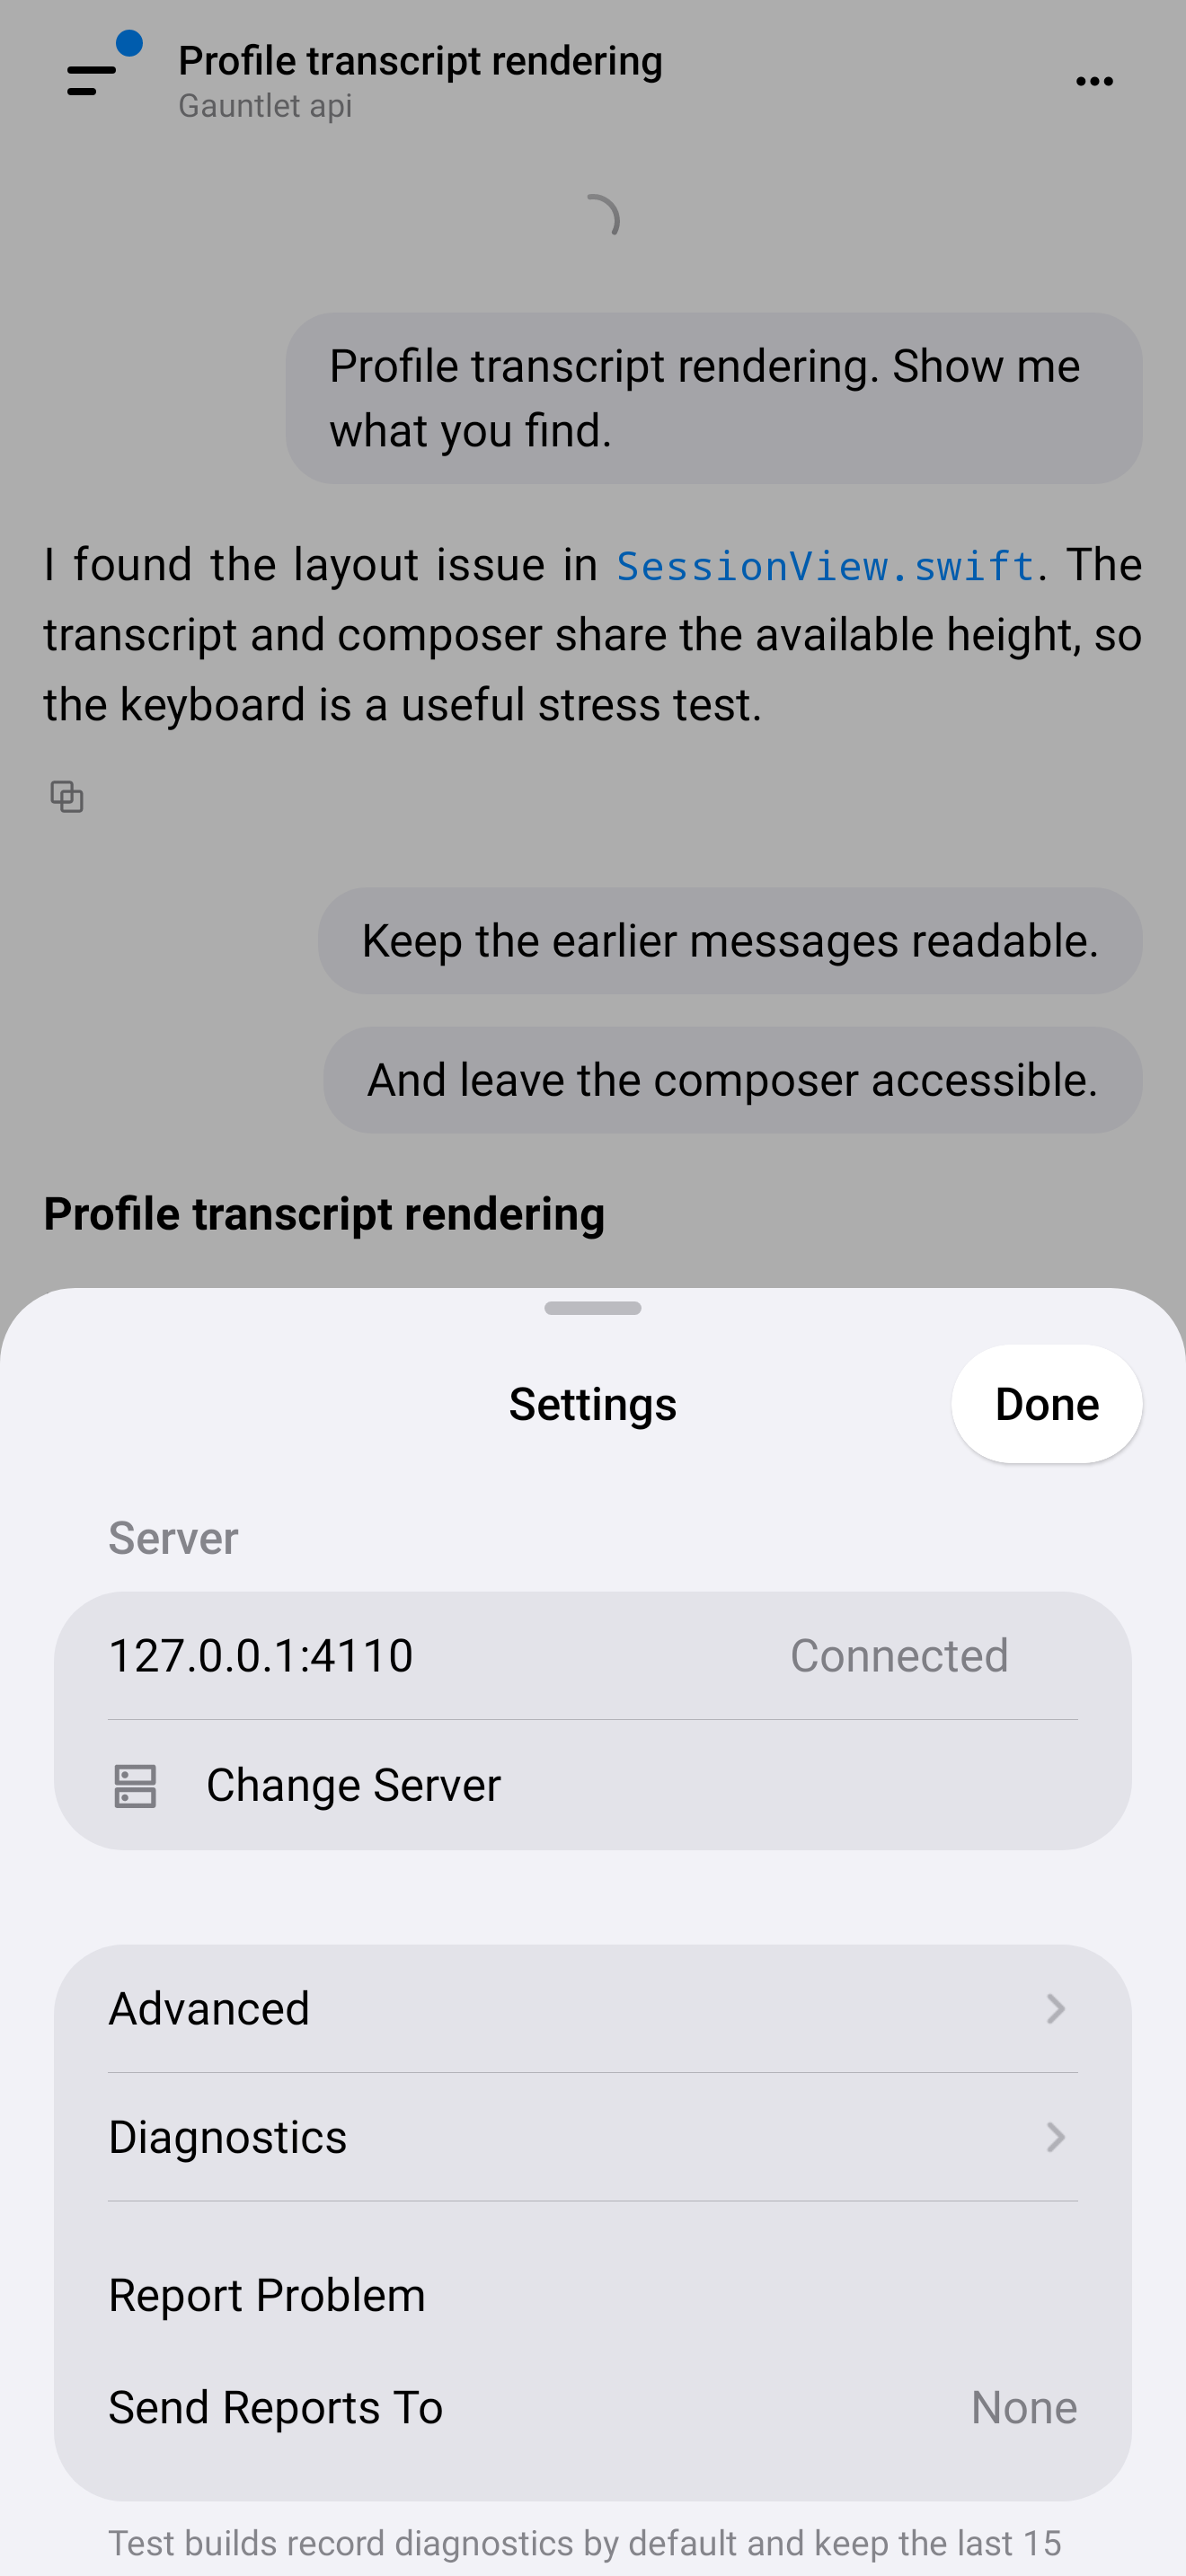 Profile transcript rendering
Gauntlet api
Profile transcript rendering. Show me
what you find.
I found the layout issue in SessionView.swift. The
transcript and composer share the available height, so
the keyboard is a useful stress test.
Keep the earlier messages readable.
And leave the composer accessible.
Profile transcript rendering
Settings
Done
Server
127.0.0.1:4110 Connected
Change Server
Advanced
Diagnostics
Report Problem
Send Reports To None
Test builds record diagnostics by default and keep the last 15